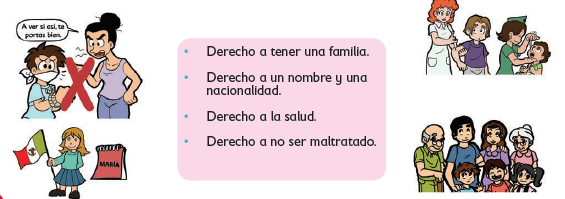 A ver si así, te
portas bien.
• Derecho a tener una familia.
• Derecho a un nombre y una
nacionalidad.
• Derecho a la salud.
• Derecho a no ser maltratado.
MARÍA